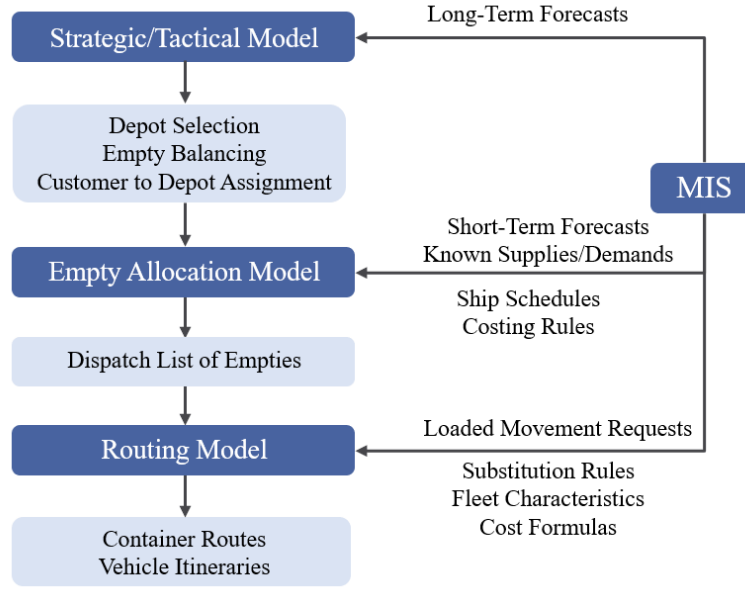 Long-Term Forecasts
Strategic/Tactical Model
Depot Selection
Empty Balancing
Customer to Depot Assignment
MIS
Short-Term Forecasts
Known Supplies/Demands
Empty Allocation Model
Ship Schedules
Costing Rules
Dispatch List of Empties
Loaded Movement Requests
Routing Model
Substitution Rules
Fleet Characteristics
Cost Formulas
Container Routes
Vehicle Itineraries